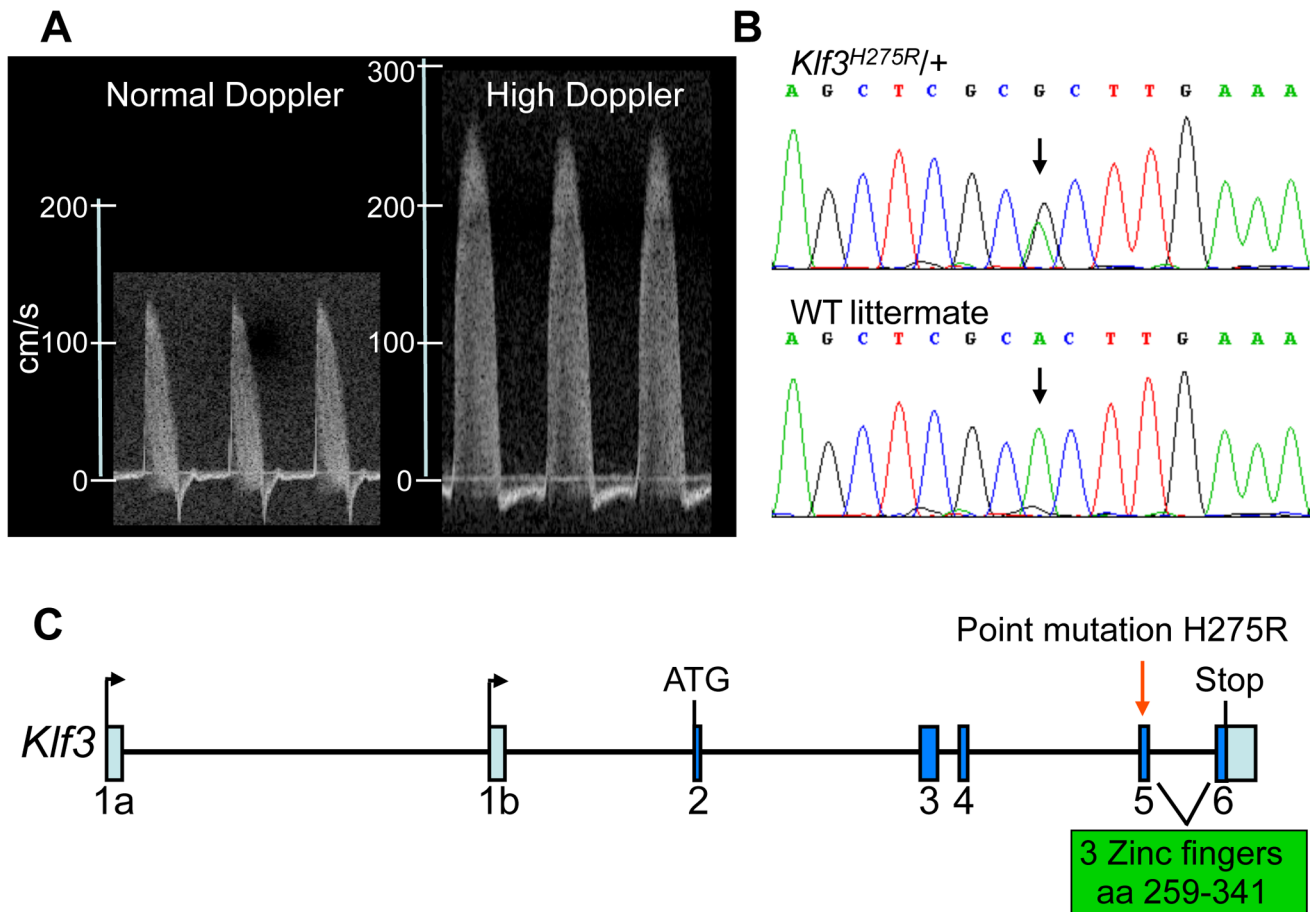 A
Normal Doppler
High Doppler
cm/s
200
100
0
300
200
100
0
B
Klf3H275R/+
A G C T C G C G C T T G A A A
WT littermate
A G C T C G C A C T T G A A A
C
Point mutation H275R
ATG
Stop
Klf3
1a
1b
2
3
4
5
6
3 Zinc fingers
aa 259-341